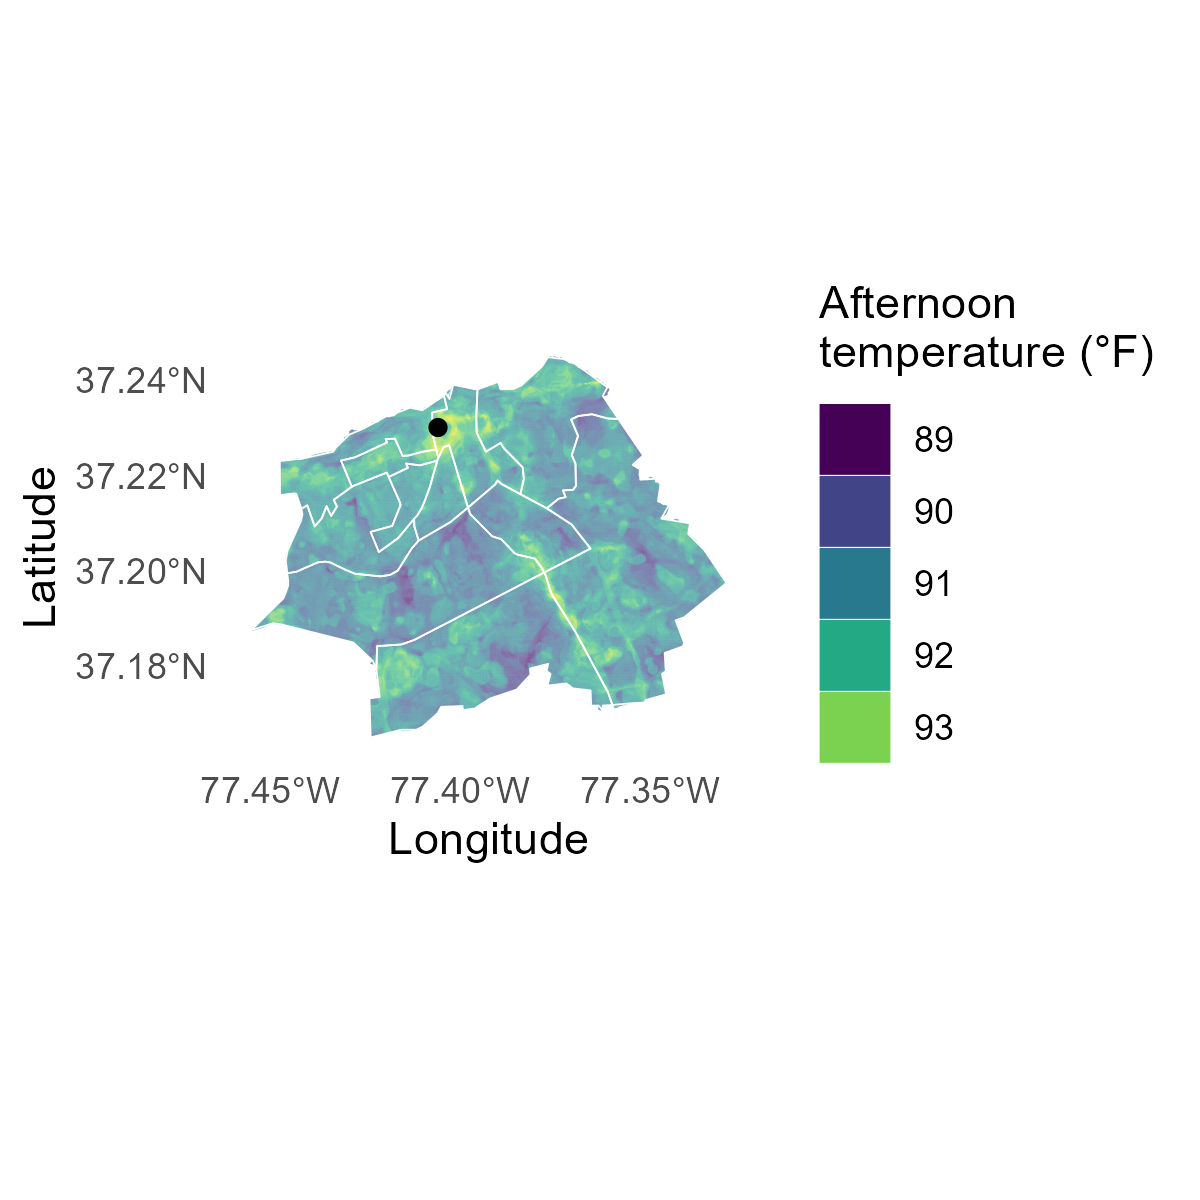 Afternoon
temperature (°F)
89
90
91
92
93
Latitude
37.24°N
37.22°N
37.20°N
37.18°N
77.45°W 77.40°W 77.35°W
Longitude